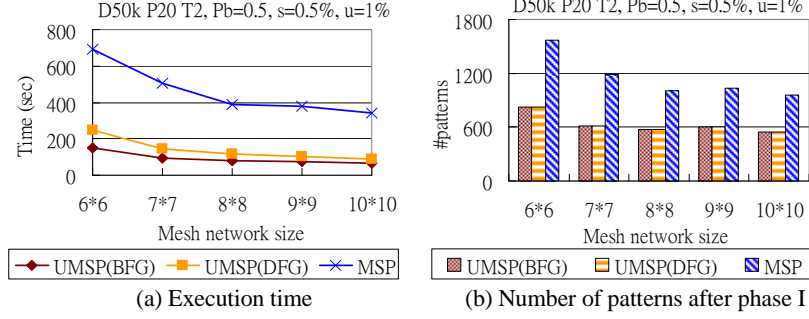 D50k P20 T2, Pb=0.5, s=0.5%, u=1%
800
600
400
200
0
Time (sec)
6*6 7*7 8*8 9*9 10*10
Mesh network size
UMSP(BFG) UMSP(DFG) MSP
(a) Execution time
D50k P20 T2, Pb=0.5, s=0.5%, u=1%
1800
1200
600
0
#patterns
6*6 7*7 8*8 9*9 10*10
Mesh network size
UMSP(BFG) UMSP(DFG) MSP
(b) Number of patterns after phase I